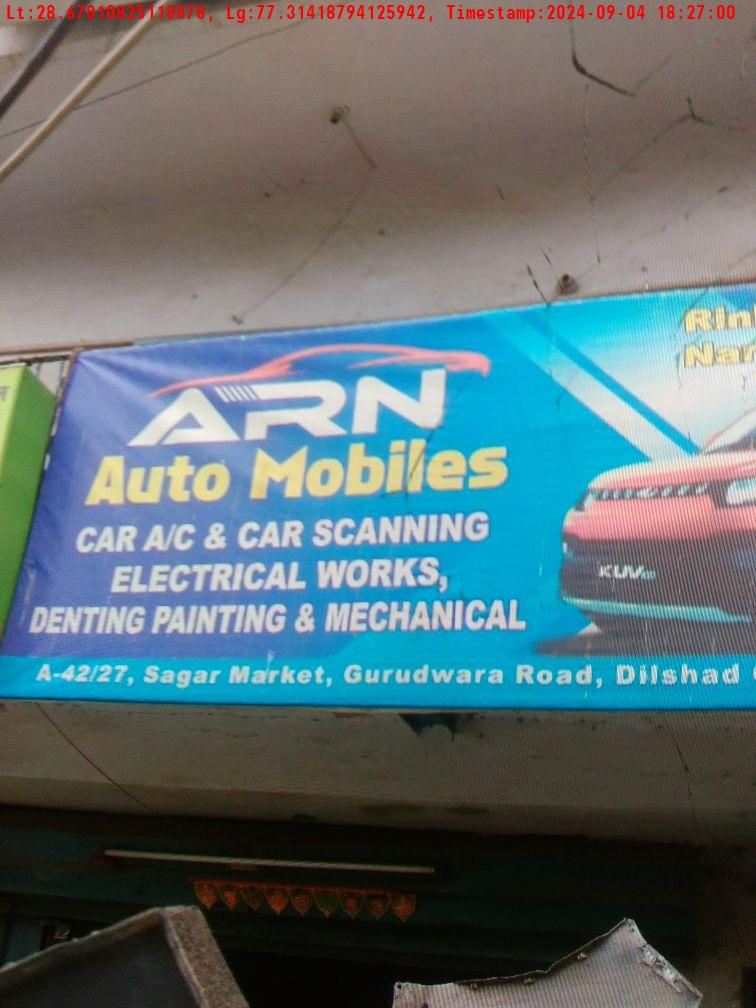 Lt:28.67010825118878, Lg:77.31418794125942, Timestamp:2024-09-04 18:27:00
ARN
Auto Mobiles
CAR A/C & CAR SCANNING
ELECTRICAL WORKS,
DENTING PAINTING & MECHANICAL
A-42/27, Sagar Market, Gurudwara Road, Dilshad
KUV100